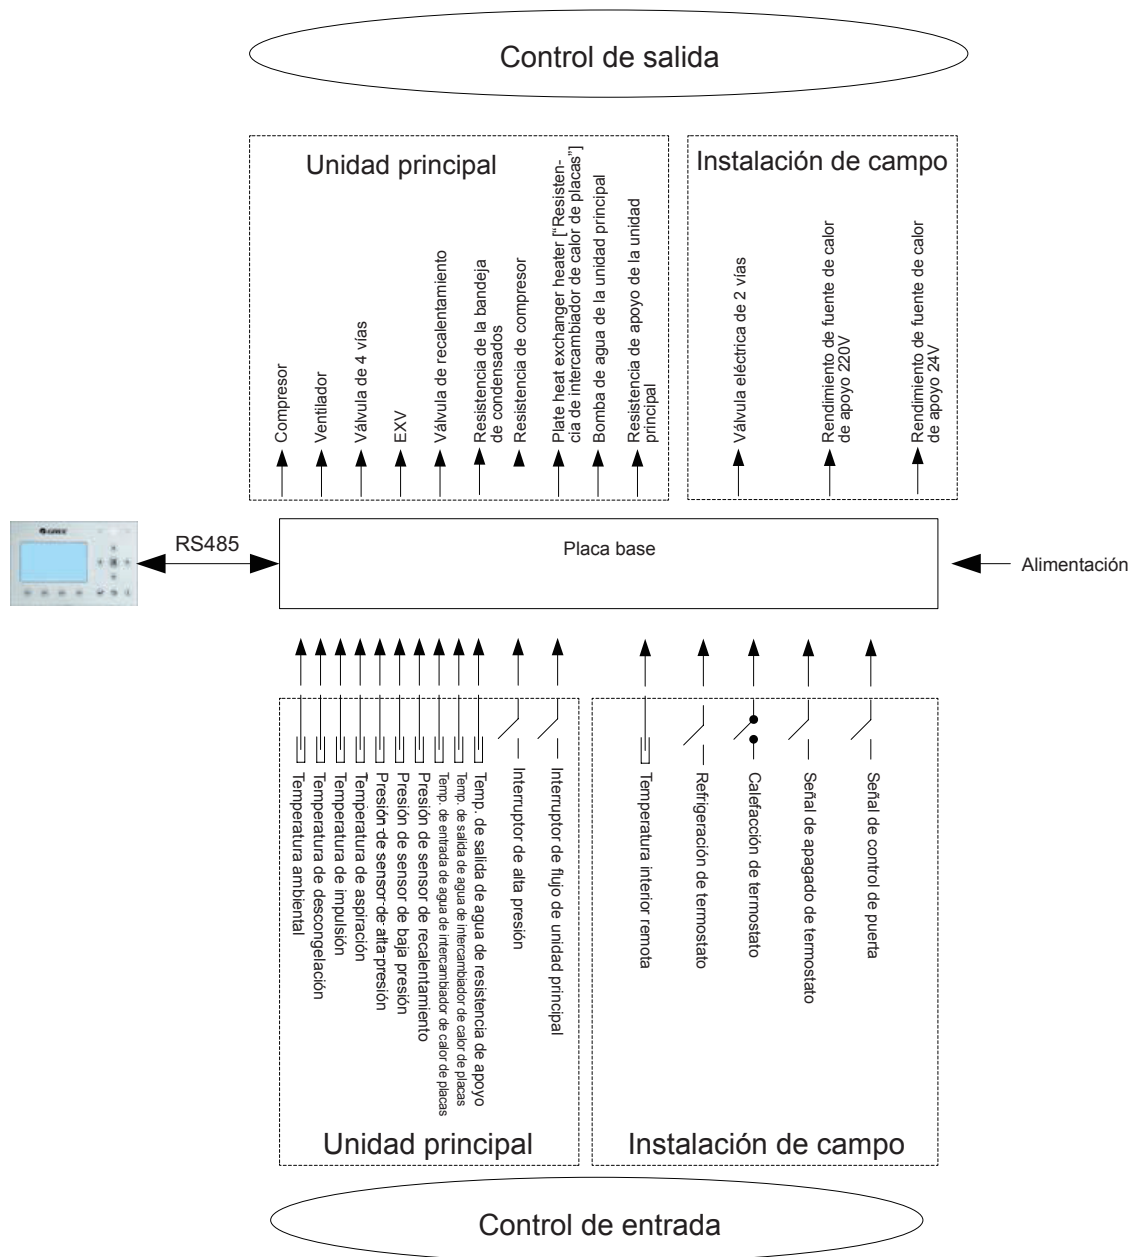 Control de salida
Unidad principal
Instalación de campo
Compresor
Ventilador
Válvula de 4 vías
EXV
Válvula de recalentamiento
Resistencia de la bandeja
de condensados
Resistencia de compresor
Plate heat exchanger heater ["Resisten-
cia de intercambiador de calor de placas"]
Bomba de agua de la unidad principal
Resistencia de apoyo de la unidad
principal
Válvula eléctrica de 2 vías
Rendimiento de fuente de calor
de apoyo 220V
Rendimiento de fuente de calor
de apoyo 24V
GREE
RS485
Placa base
Alimentación
Temperatura ambiental
Temperatura de descongelación
Temperatura de impulsión
Temperatura de aspiración
Presión de sensor de alta presión
Presión de sensor de baja presión
Presión de sensor de recalentamiento
Temp. de entrada de agua de intercambiador de calor de placas
Temp. de salida de agua de intercambiador de calor de placas
Temp. de salida de agua de resistencia de apoyo
Interruptor de alta presión
Interruptor de flujo de unidad principal
Temperatura interior remota
Refrigeración de termostato
Calefacción de termostato
Señal de apagado de termostato
Señal de control de puerta
Unidad principal
Instalación de campo
Control de entrada